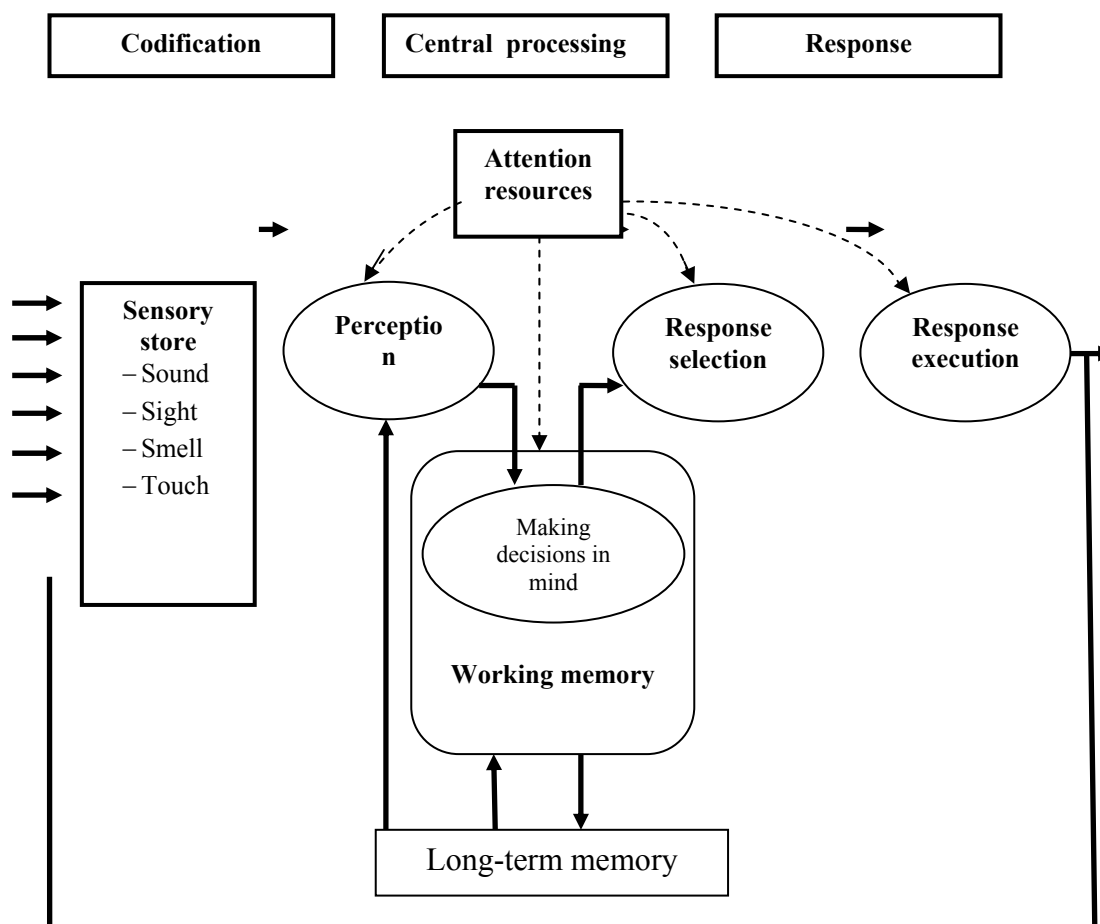 Codification
Central processing
Response
Attention
resources
Sensory
store
– Sound
– Sight
– Smell
– Touch
Perceptio
n
Response
selection
Response
execution
Making
decisions in
mind
Working memory
Long-term memory